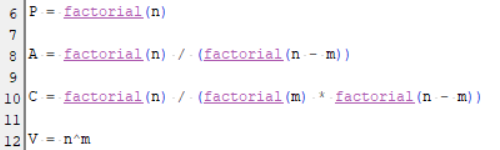 6 P = factorial(n)
7
8 A = factorial(n) / (factorial(n - m))
9
10 C = factorial(n) / (factorial(m) * factorial(n - m))
11
12 V = n^m